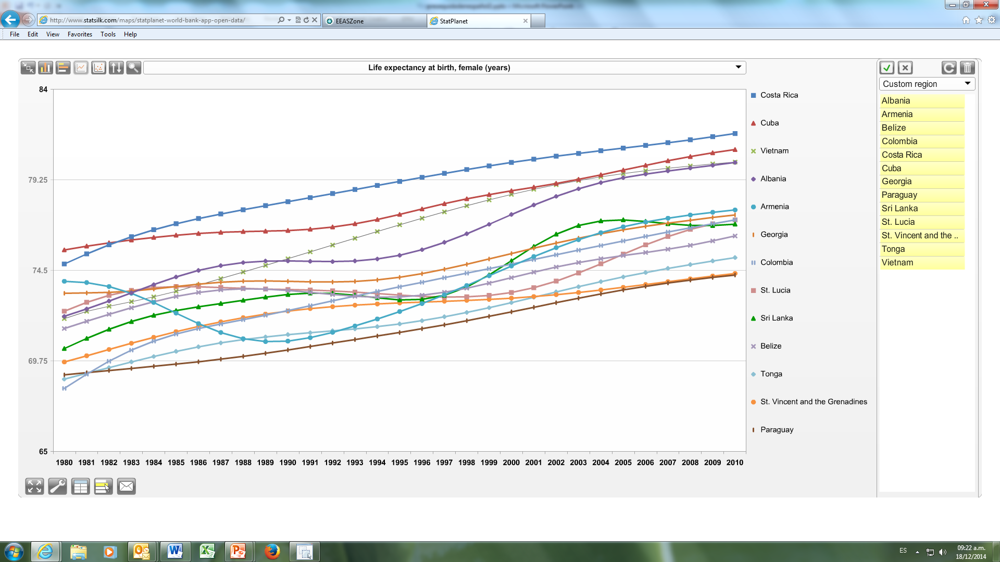 http://www.statsilk.com/maps/statplanet-world-bank-app-open-data/
EEASZone
StatPlanet
File Edit View Favorites Tools Help
Life expectancy at birth, female (years)
84
79.25
74.5
69.75
65
1980 1981 1982 1983 1984 1985 1986 1987 1988 1989 1990 1991 1992 1993 1994 1995 1996 1997 1998 1999 2000 2001 2002 2003 2004 2005 2006 2007 2008 2009 2010
Costa Rica
Cuba
Vietnam
Albania
Armenia
Georgia
Colombia
St. Lucia
Sri Lanka
Belize
Tonga
St. Vincent and the Grenadines
Paraguay
Custom region
Albania
Armenia
Belize
Colombia
Costa Rica
Cuba
Georgia
Paraguay
Sri Lanka
St. Lucia
St. Vincent and the ..
Tonga
Vietnam
ES
09:22 a.m.
18/12/2014